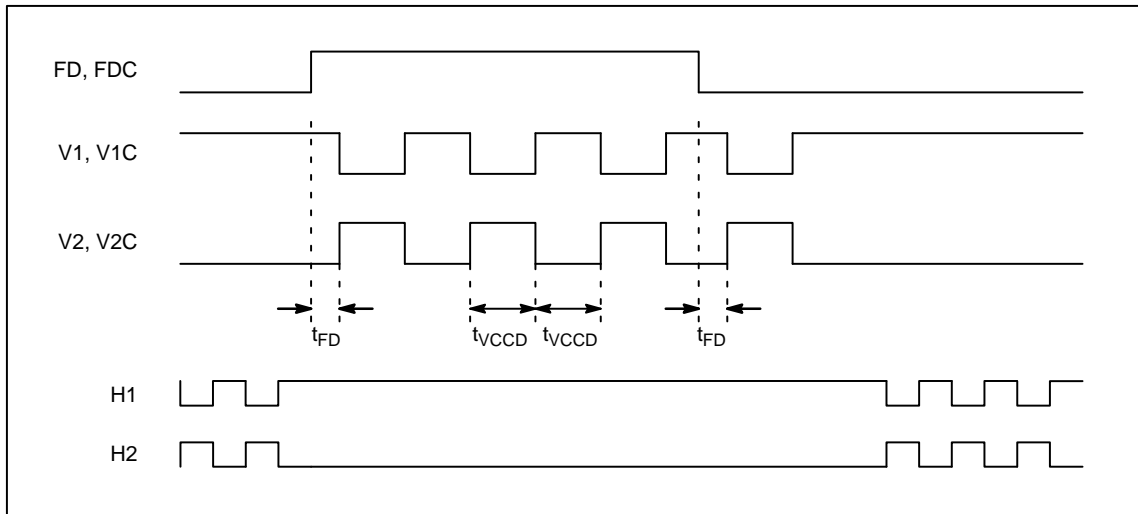 FD, FDC
V1, V1C
V2, V2C
tFD tVCCD tVCCD tFD
H1
H2